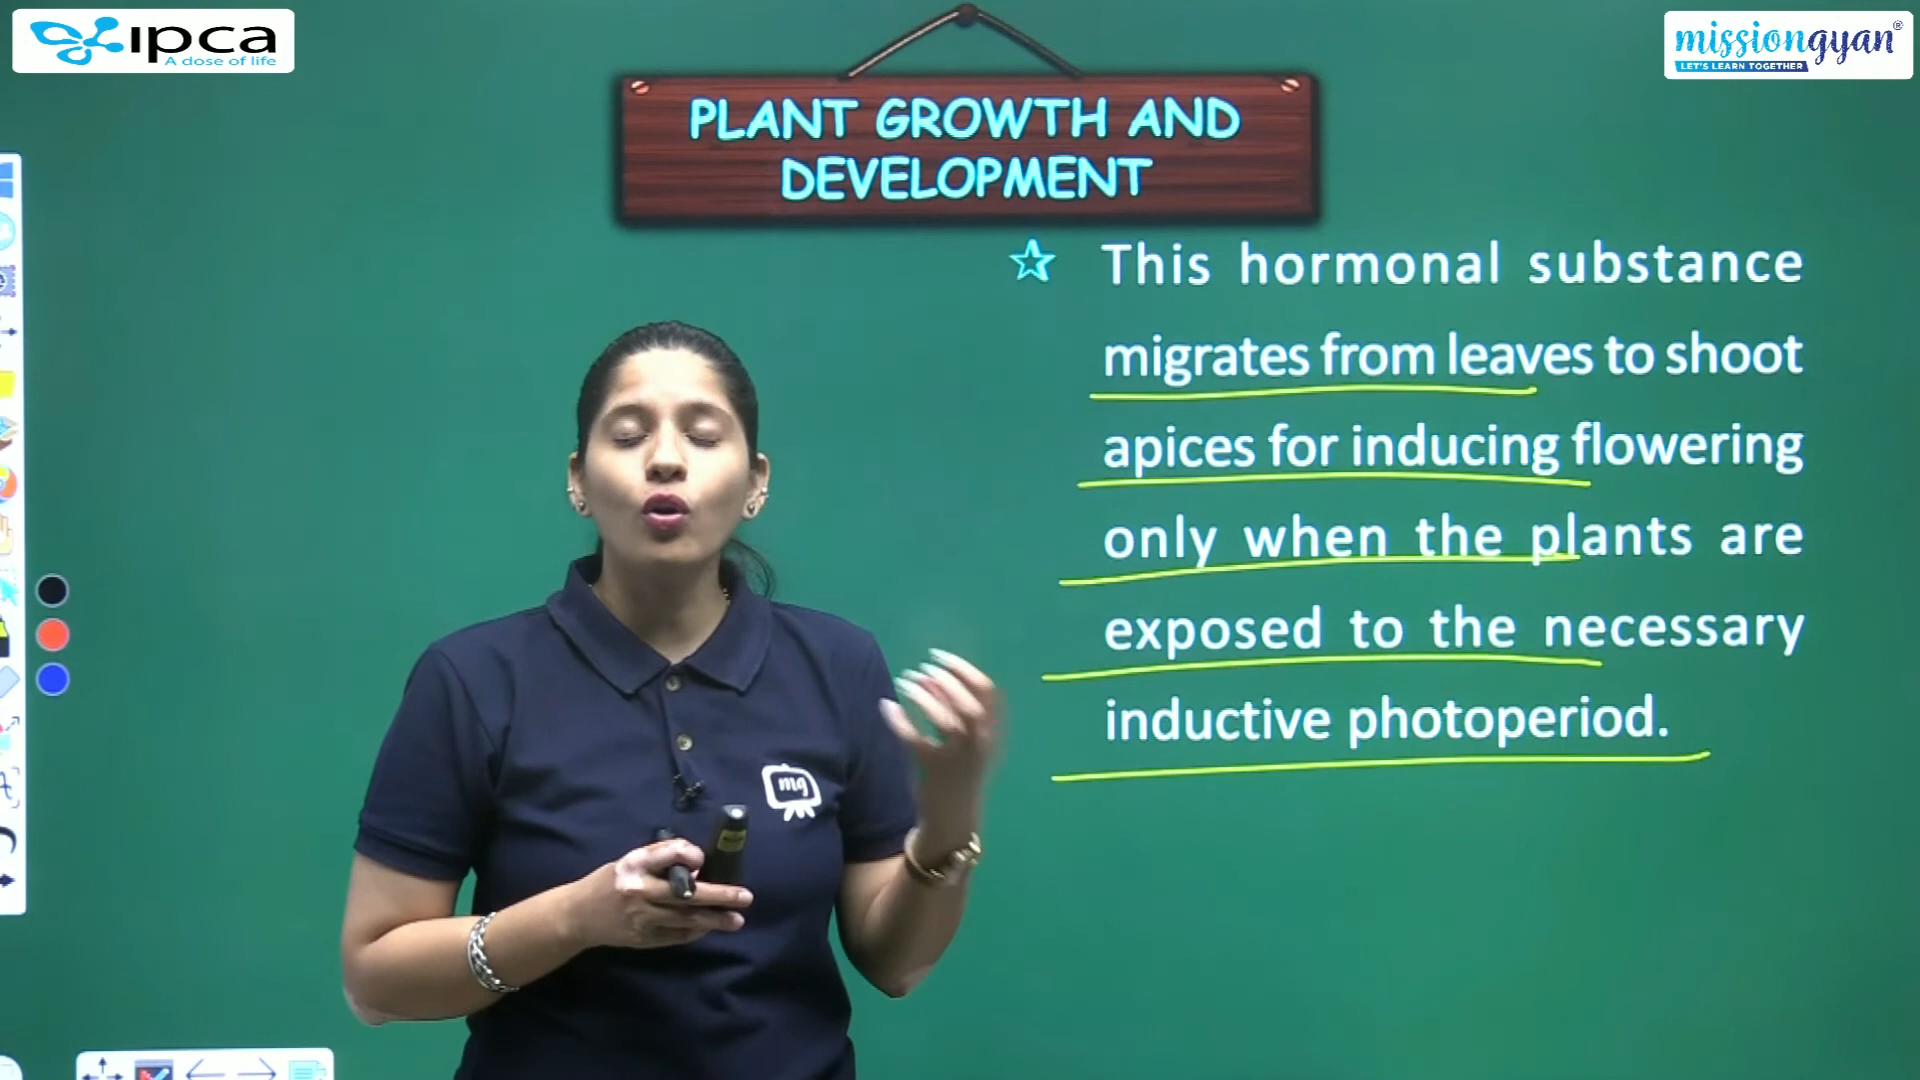 ipca
A dose of life
missiongyan®
LET'S LEARN TOGETHER
PLANT GROWTH AND
DEVELOPMENT
☆ This hormonal substance
migrates from leaves to shoot
apices for inducing flowering
only when the plants are
exposed to the necessary
inductive photoperiod.
mg